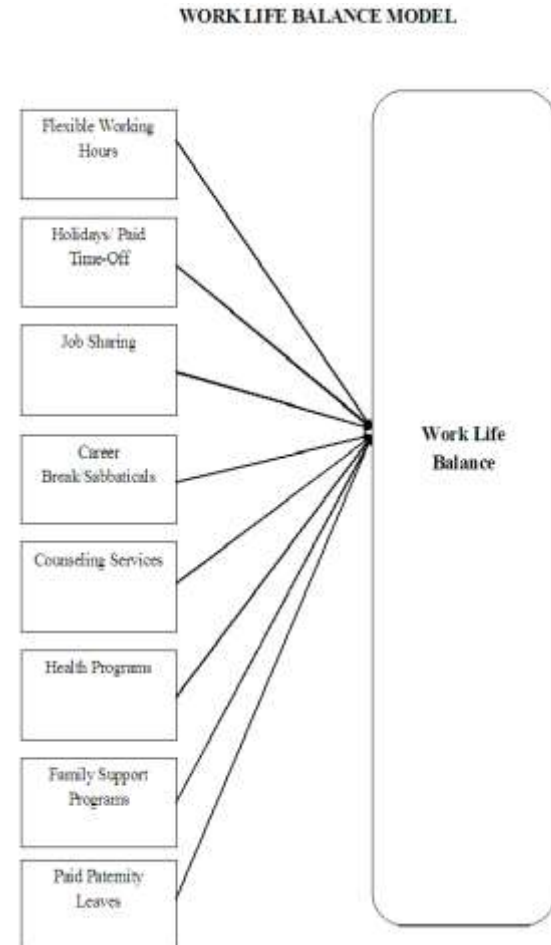 WORK LIFE BALANCE MODEL
Flexible Working
Hours
Holidays/ Paid
Time-Off
Job Sharing
Career
Break/Sabbaticals
Counseling Services
Health Programs
Family Support
Programs
Paid Paternity
Leaves
Work Life
Balance